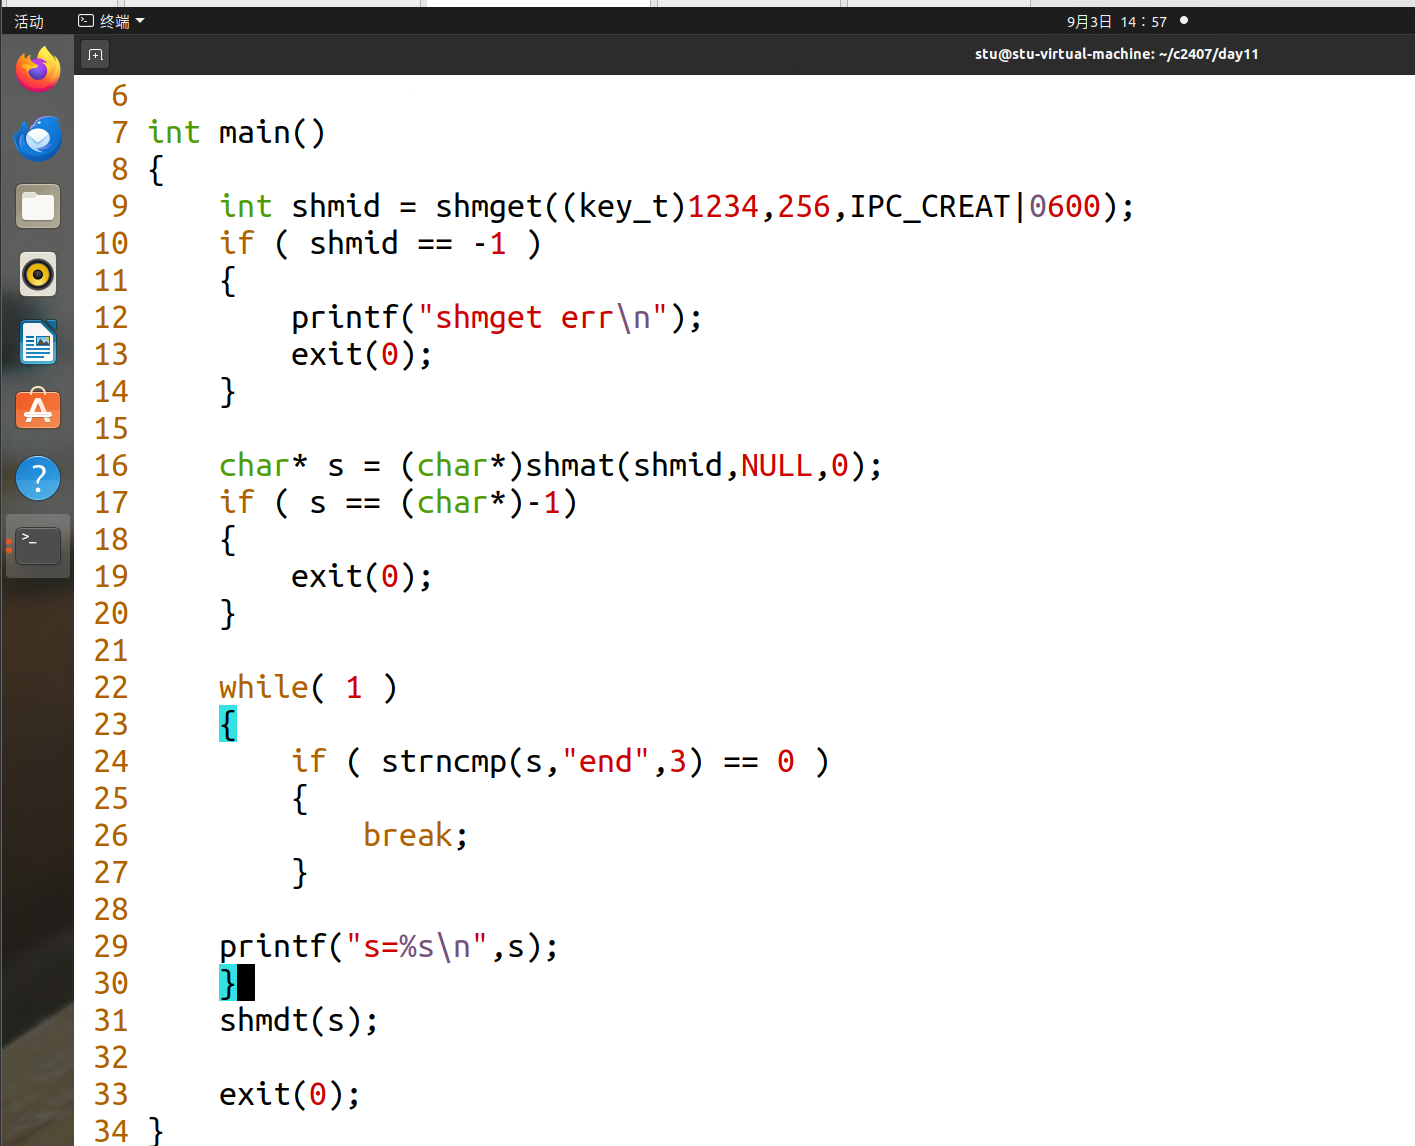 活动 终端 9月3日 14：57
stu@stu-virtual-machine: ~/c2407/day11
6
7 int main()
8 {
9     int shmid = shmget((key_t)1234,256,IPC_CREAT|0600);
10     if ( shmid == -1 )
11     {
12         printf("shmget err\n");
13         exit(0);
14     }
15
16     char* s = (char*)shmat(shmid,NULL,0);
17     if ( s == (char*)-1)
18     {
19         exit(0);
20     }
21
22     while( 1 )
23     {
24         if ( strncmp(s,"end",3) == 0 )
25         {
26             break;
27         }
28
29     printf("s=%s\n",s);
30     }
31     shmdt(s);
32
33     exit(0);
34 }